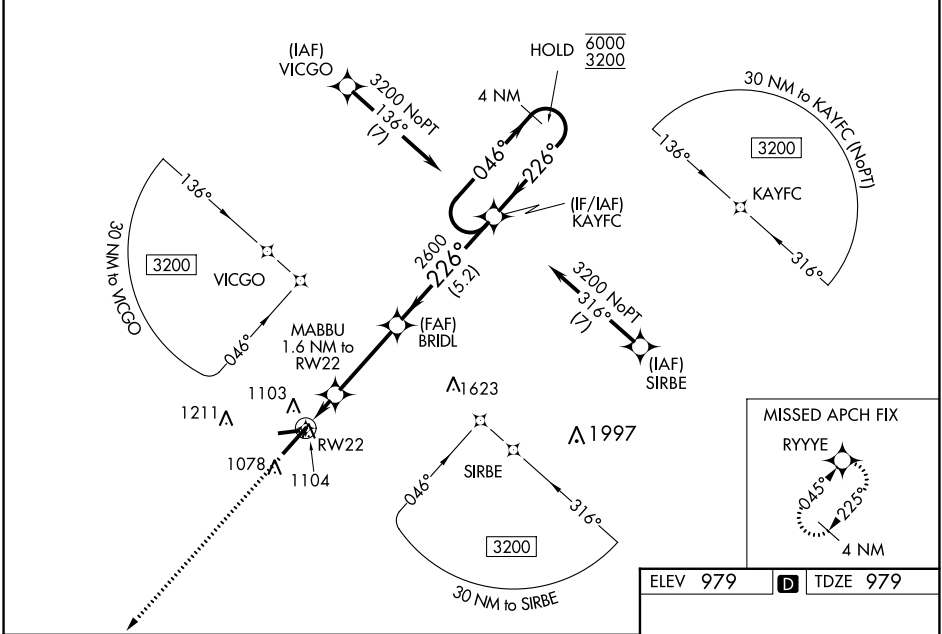 (IAF)
VICGO
3200 NoPT
136°
(7)
HOLD
6000
3200
4 NM
046°
226°
(IF/IAF)
KAYFC
30 NM to KAYFC (NoPT)
136°
3200
KAYFC
316°
136°
30 NM to VICGO
3200
VICGO
046°
2600
226°
(5.2)
3200 NoPT
316°
(7)
(IAF)
SIRBE
(FAF)
BRIDL
MABBU
1.6 NM to
RW22
1103
1211
RW22
1078
1104
1623
1997
SIRBE
046°
316°
3200
30 NM to SIRBE
MISSED APCH FIX
RYYYE
045°
225°
4 NM
ELEV 979 D TDZE 979